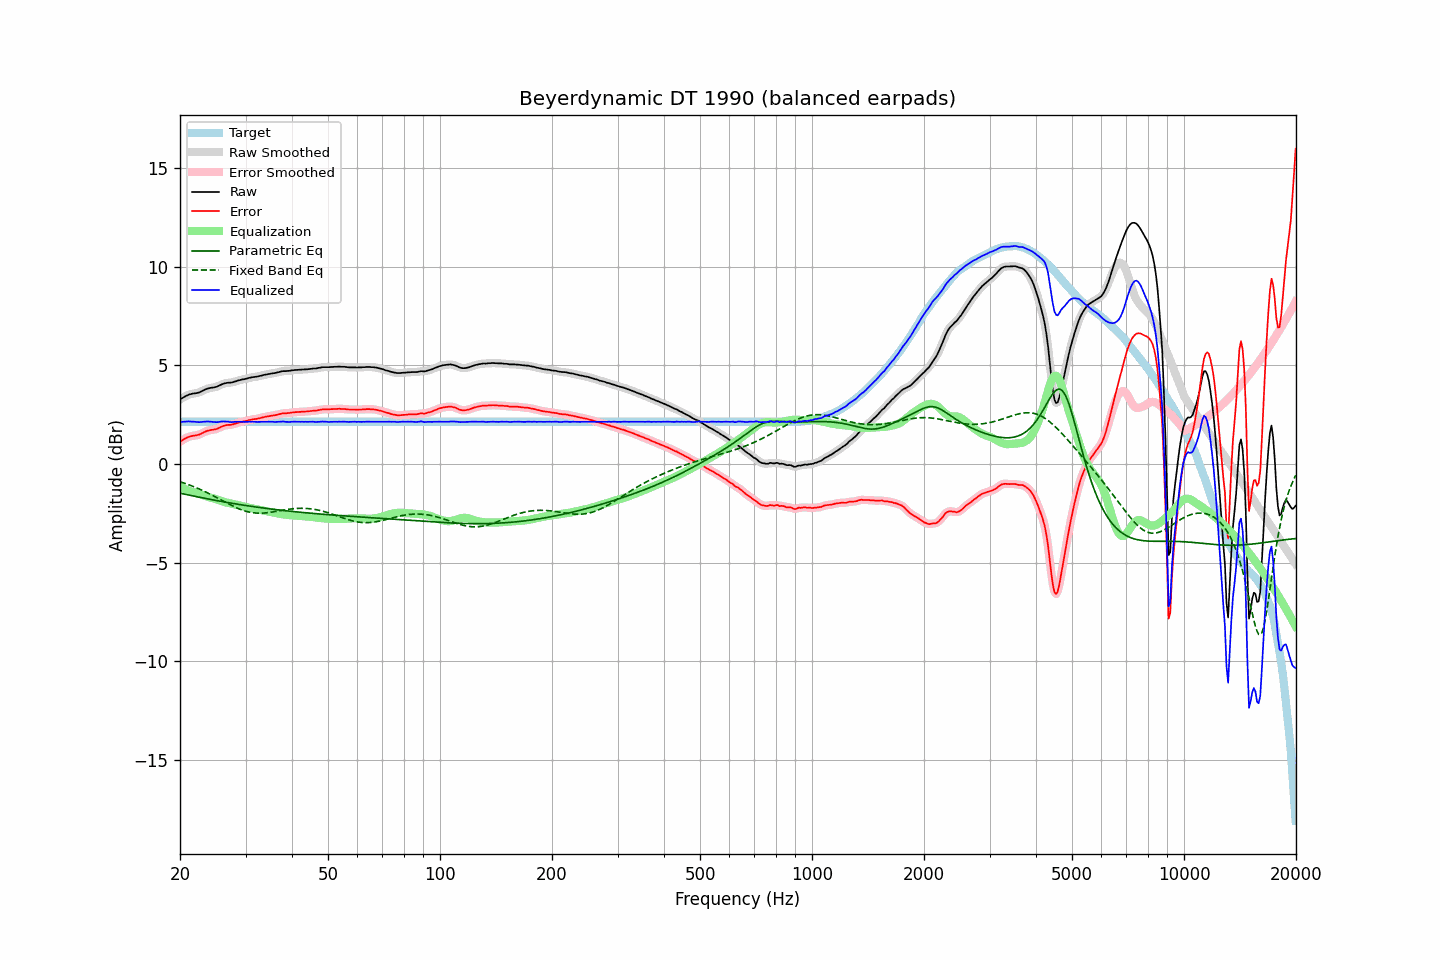 Beyerdynamic DT 1990 (balanced earpads)
Target
Raw Smoothed
Error Smoothed
Raw
Error
Equalization
Parametric Eq
Fixed Band Eq
Equalized
Amplitude (dBr)
15
10
5
0
−5
−10
−15
20 50 100 200 500 1000 2000 5000 10000 20000
Frequency (Hz)